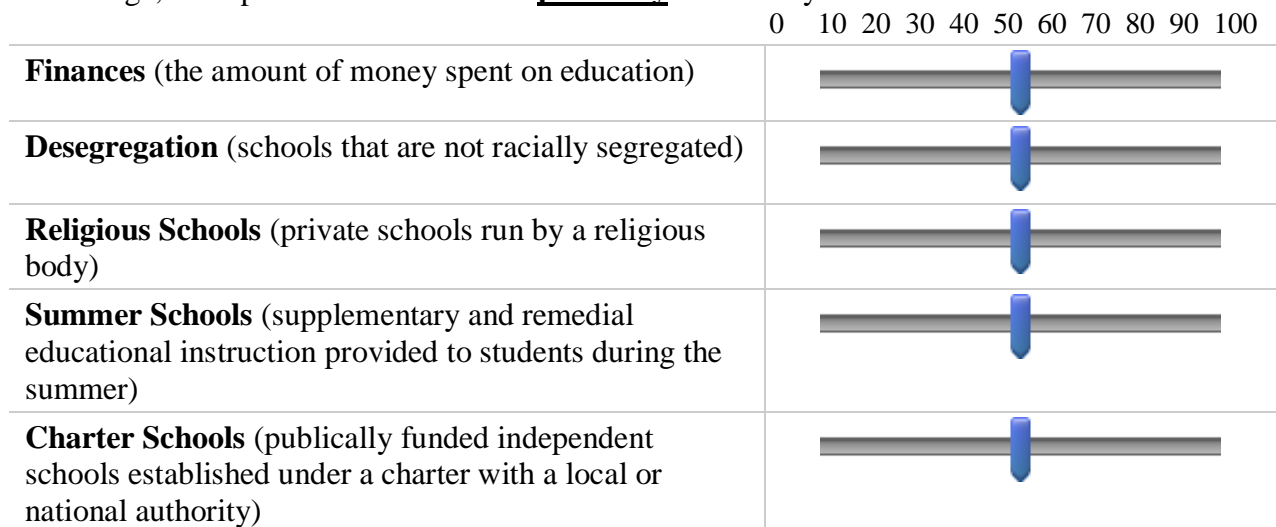 0 10 20 30 40 50 60 70 80 90 100
Finances (the amount of money spent on education)
Desegregation (schools that are not racially segregated)
Religious Schools (private schools run by a religious
body)
Summer Schools (supplementary and remedial
educational instruction provided to students during the
summer)
Charter Schools (publically funded independent
schools established under a charter with a local or
national authority)